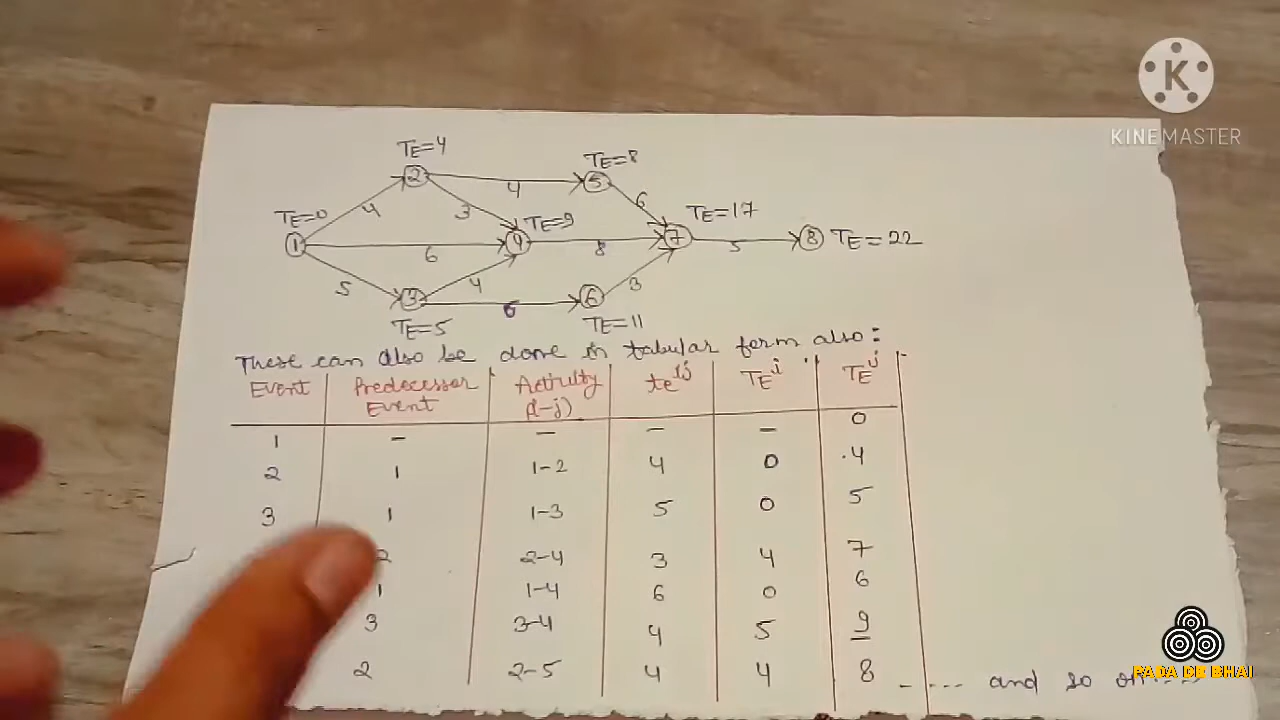 KINEMASTER
TE=4
TE=8
2 4 5
TE=0 4 3 6
TE=9 TE=17
1 6 4 8 7 5 8 TE=22
5 4 3
3 6 6
TE=5 TE=11
These can also be done in tabular form also:
Event Predecessor Event Activity (i-j) te^ij TE^i TE^j
1 - - - - 0
2 1 1-2 4 0 4
3 1 1-3 5 0 5
2 2-4 3 4 7
1 1-4 6 0 6
3 3-4 4 5 9
2 2-5 4 4 8 ---- and so on
PADA DE BHAI